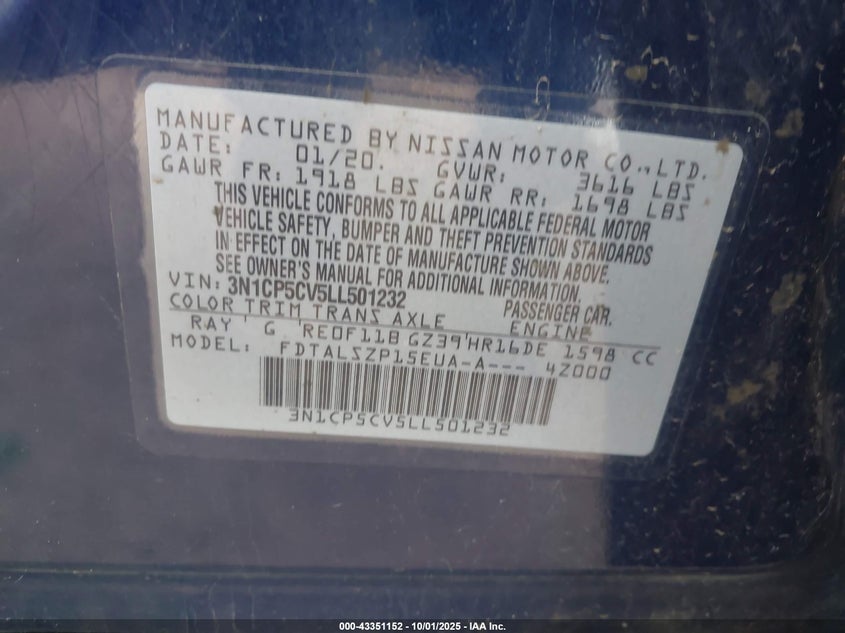 MANUFACTURED BY NISSAN MOTOR CO., LTD.
DATE: 01/20. GVWR: 3616 LBS
GAWR FR: 1918 LBS GAWR RR: 1698 LBS
THIS VEHICLE CONFORMS TO ALL APPLICABLE FEDERAL MOTOR
VEHICLE SAFETY, BUMPER AND THEFT PREVENTION STANDARDS
IN EFFECT ON THE DATE OF MANUFACTURE SHOWN ABOVE.
SEE OWNER'S MANUAL FOR ADDITIONAL INFORMATION.
VIN: 3N1CP5CV5LL501232 PASSENGER CAR.
COLOR TRIM TRANS AXLE ENGINE
RAY ' G ' RE0F11B GZ39'HR16DE 1598 CC
MODEL: FDTALSZP15EUA-A--- 4Z000
3N1CP5CV5LL501232
000-43351152 - 10/01/2025 - IAA Inc.